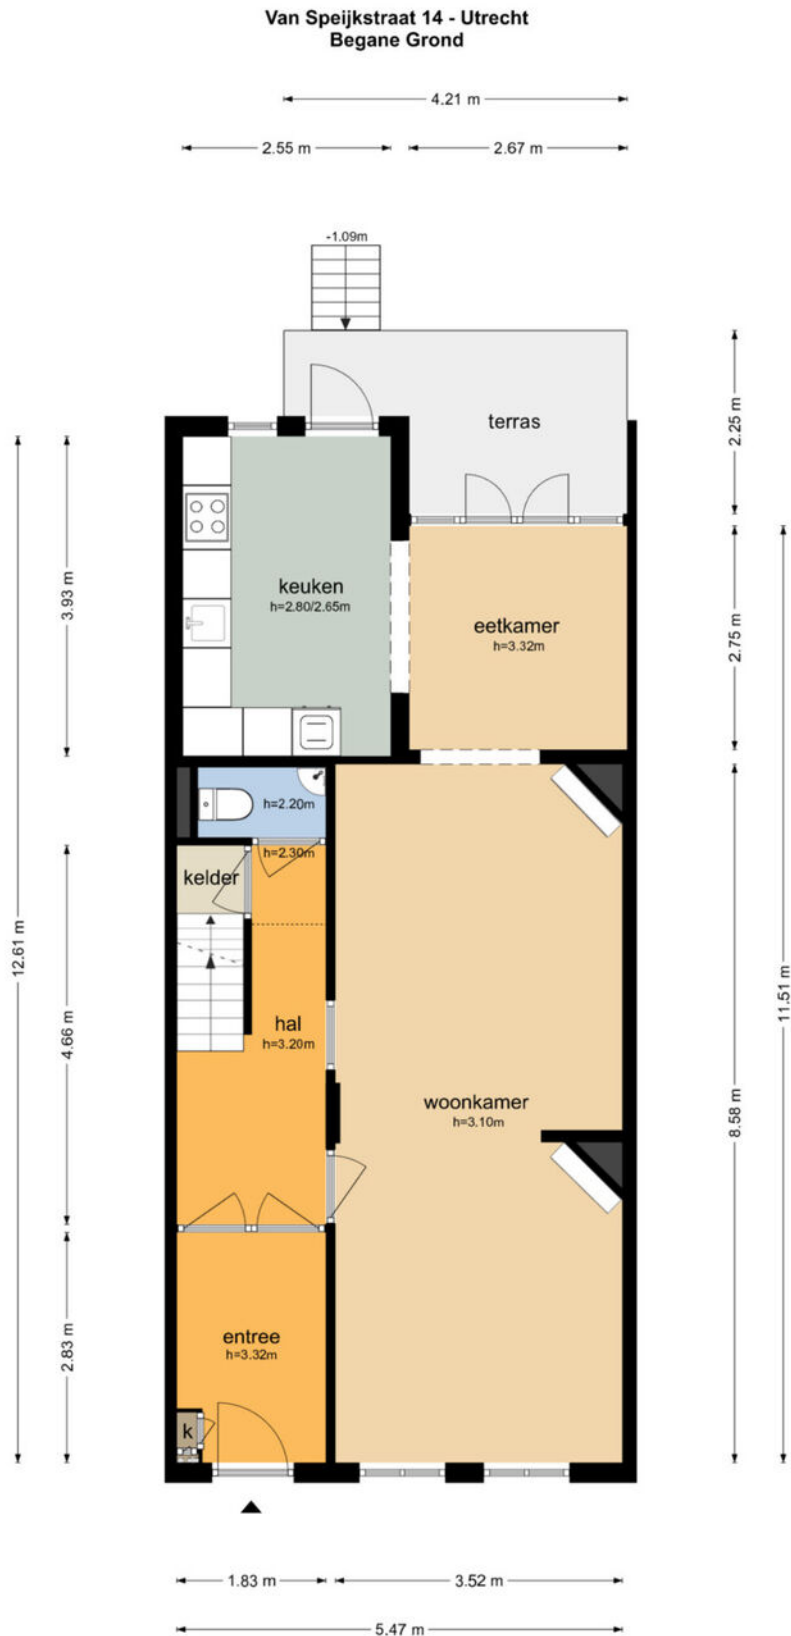 Van Speijkstraat 14 - Utrecht
Begane Grond
4.21 m
2.55 m
2.67 m
-1.09m
terras
2.25 m
keuken
h=2.80/2.65m
3.93 m
eetkamer
h=3.32m
2.75 m
h=2.20m
h=2.30m
kelder
12.61 m
4.66 m
hal
h=3.20m
11.51 m
woonkamer
h=3.10m
8.58 m
entree
h=3.32m
2.83 m
k
1.83 m
3.52 m
5.47 m